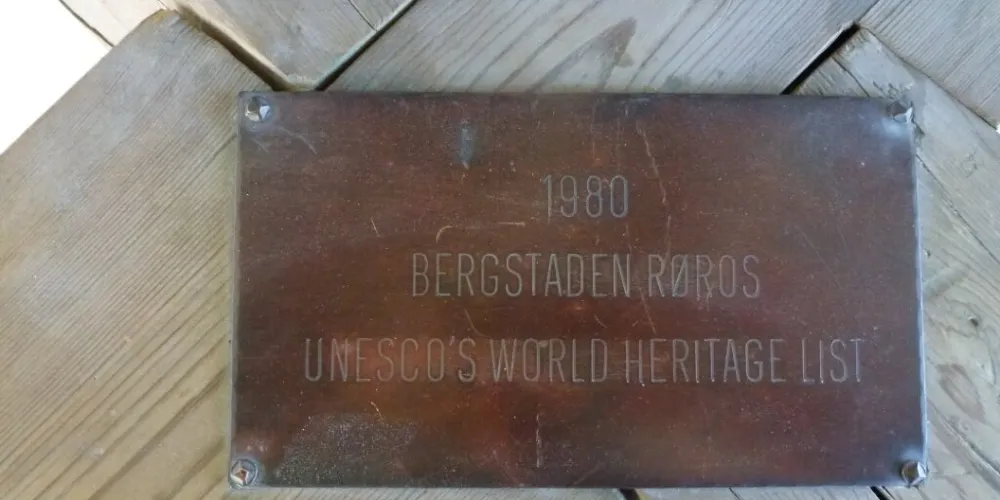 1980
BERGSTADEN RØROS
UNESCO'S WORLD HERITAGE LIST